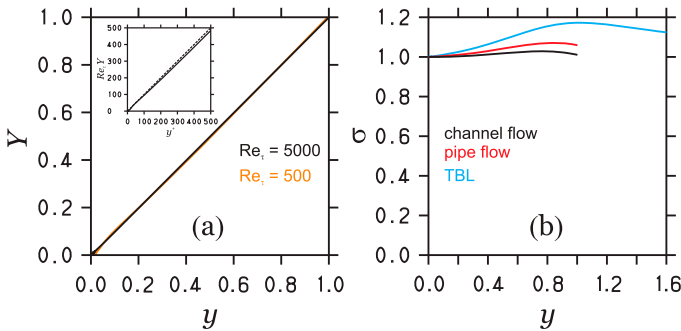 1.0
0.8
0.6
0.4
0.2
0.0
Y
0.0 0.2 0.4 0.6 0.8 1.0
y
500
400
300
200
100
0
Re_τ Y
0 100 200 300 400 500
y⁺
Re_τ = 5000
Re_τ = 500
(a)
1.2
1.0
0.8
0.6
0.4
0.2
0.0
σ
channel flow
pipe flow
TBL
(b)
0.0 0.4 0.8 1.2 1.6
y